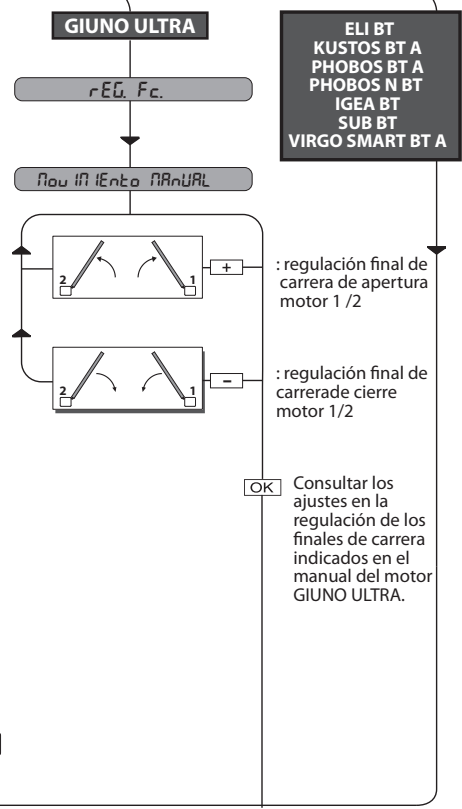 GIUNO ULTRA
rEG. Fc.
MovIMIEnto MAnUAL
2
1
+
: regulación final de
carrera de apertura
motor 1 /2
2
1
-
: regulación final de
carrerade cierre
motor 1/2
OK
Consultar los
ajustes en la
regulación de los
finales de carrera
indicados en el
manual del motor
GIUNO ULTRA.
ELI BT
KUSTOS BT A
PHOBOS BT A
PHOBOS N BT
IGEA BT
SUB BT
VIRGO SMART BT A